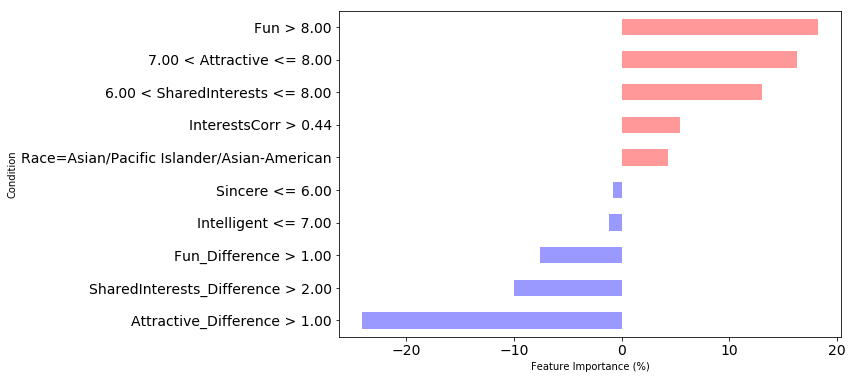 Fun > 8.00
7.00 < Attractive <= 8.00
6.00 < SharedInterests <= 8.00
InterestsCorr > 0.44
Race=Asian/Pacific Islander/Asian-American
Sincere <= 6.00
Intelligent <= 7.00
Fun_Difference > 1.00
SharedInterests_Difference > 2.00
Attractive_Difference > 1.00
Condition
−20 −10 0 10 20
Feature Importance (%)